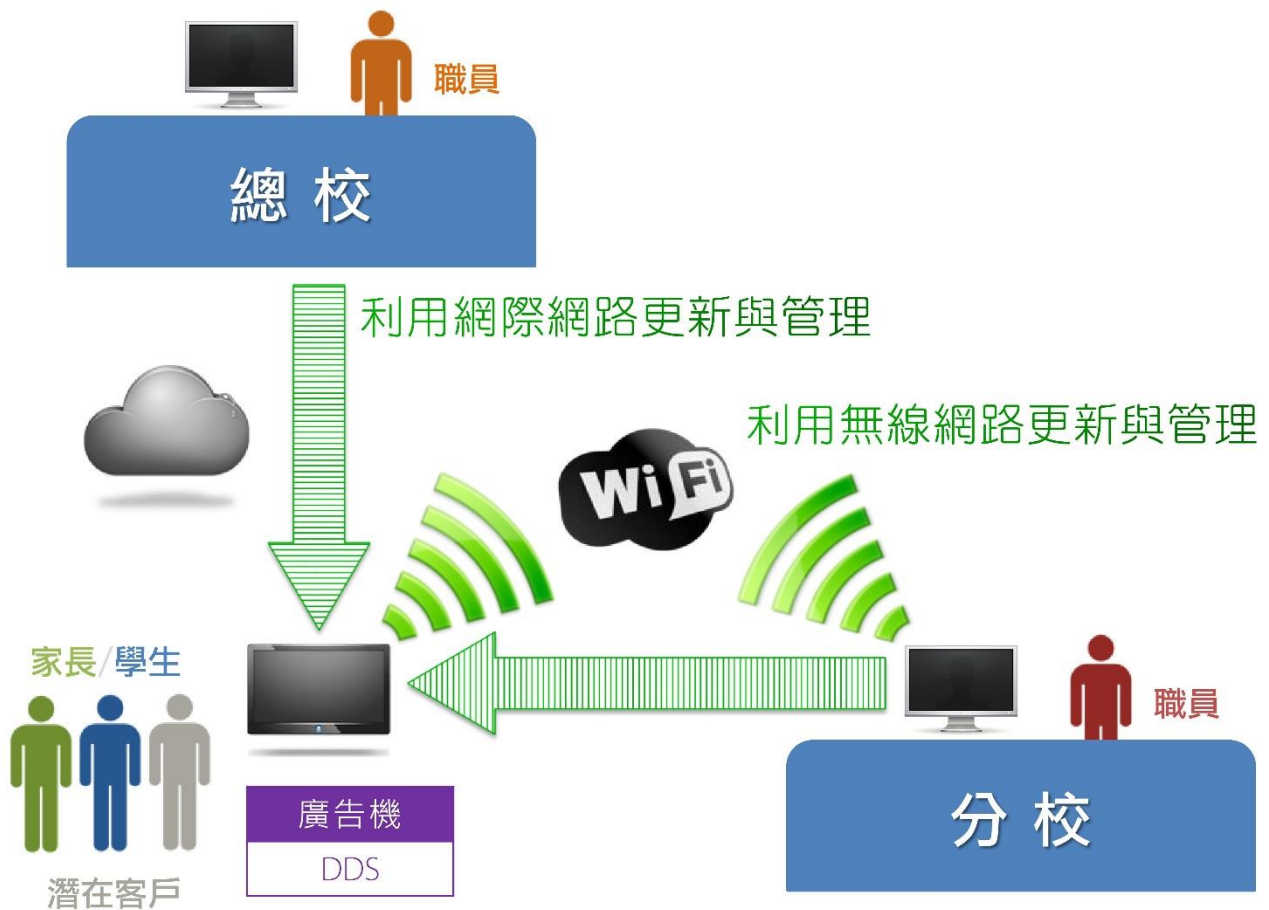 職員
總校
利用網際網路更新與管理
利用無線網路更新與管理
WiFi
家長/學生
職員
廣告機
DDS
分校
潛在客戶